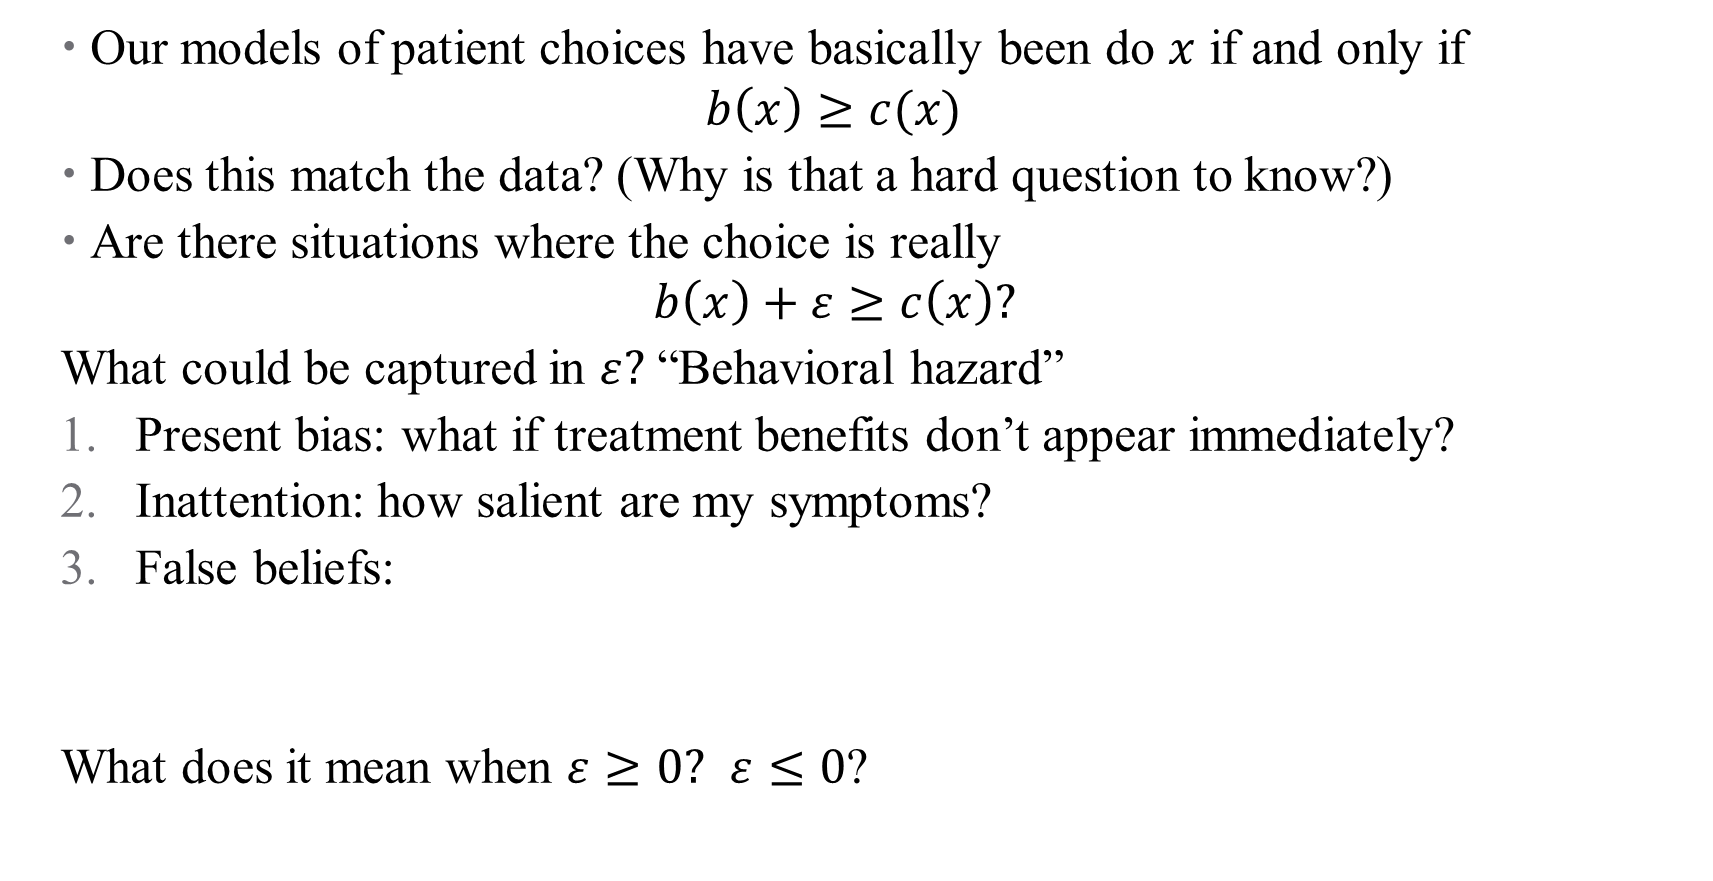 • Our models of patient choices have basically been do x if and only if
b(x) ≥ c(x)
• Does this match the data? (Why is that a hard question to know?)
• Are there situations where the choice is really
b(x) + ε ≥ c(x)?
What could be captured in ε? “Behavioral hazard”
1. Present bias: what if treatment benefits don’t appear immediately?
2. Inattention: how salient are my symptoms?
3. False beliefs:
What does it mean when ε ≥ 0? ε ≤ 0?